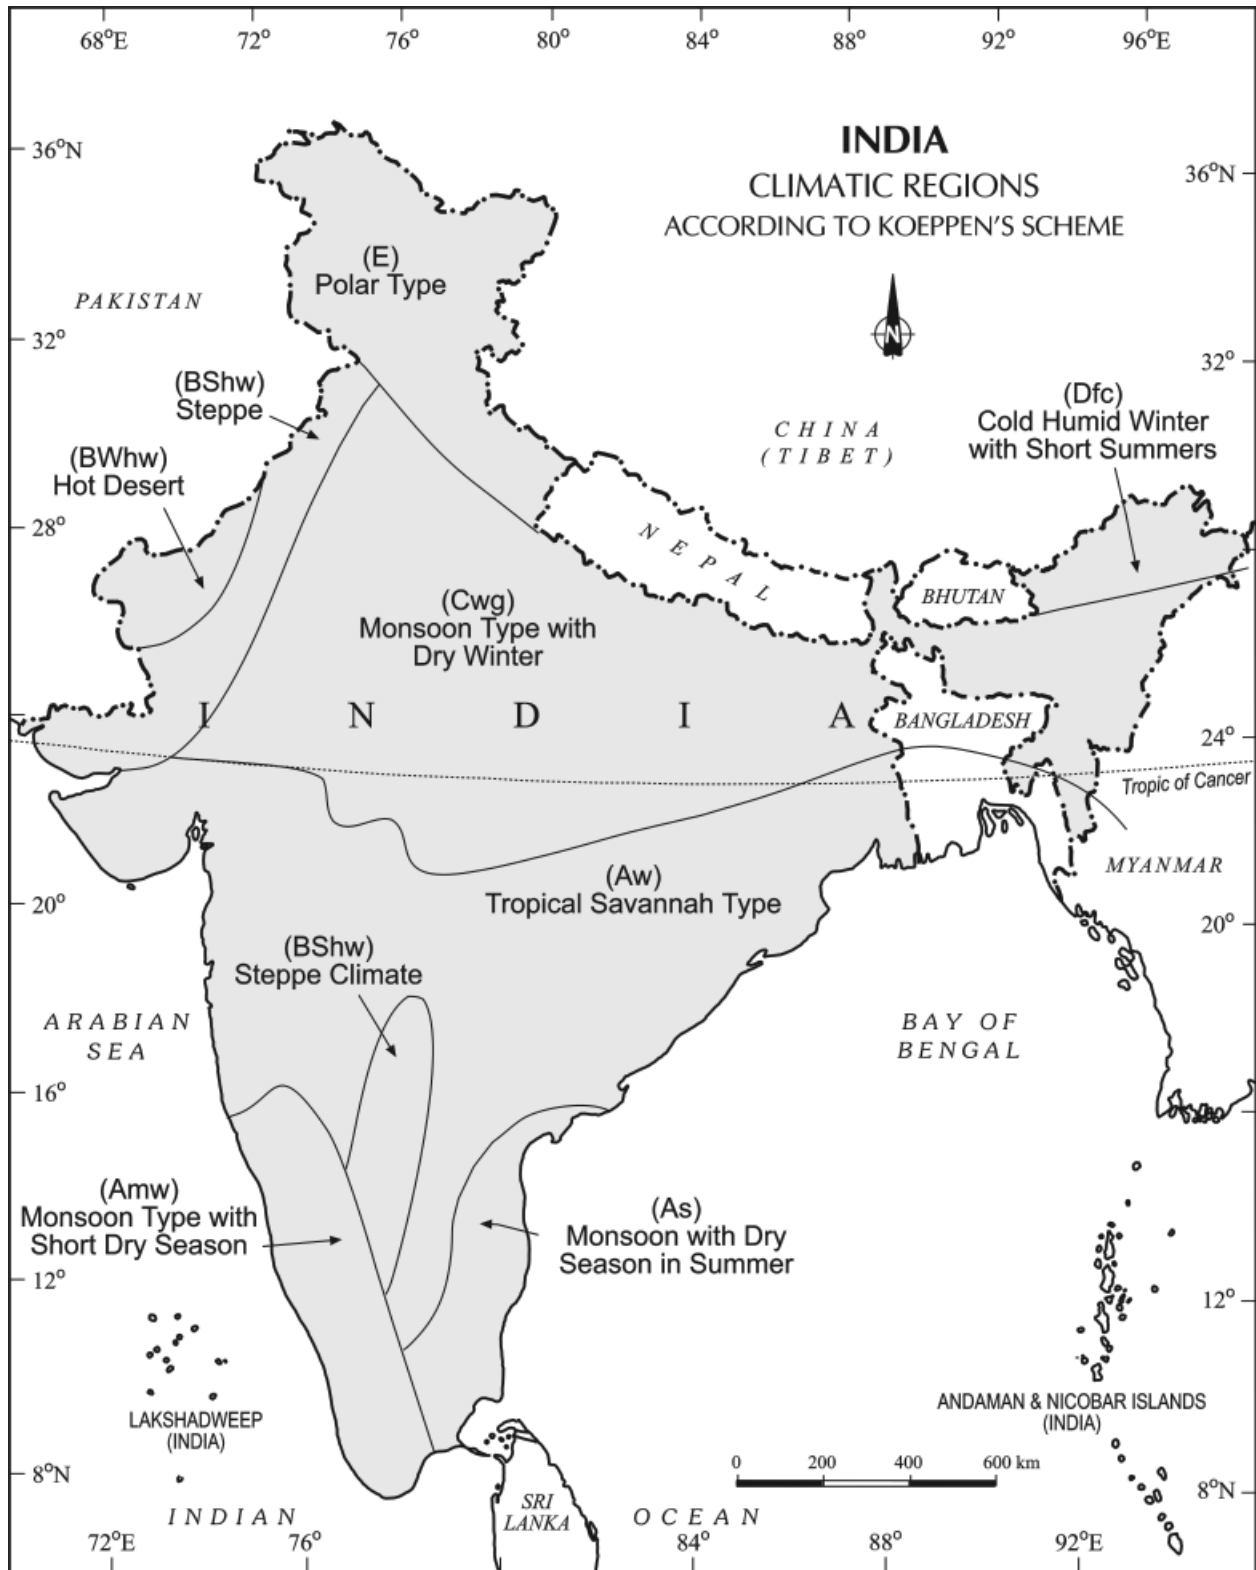 68°E 72° 76° 80° 84° 88° 92° 96°E
36°N
INDIA
CLIMATIC REGIONS
ACCORDING TO KOEPPEN'S SCHEME
36°N
(E)
Polar Type
PAKISTAN
N
32°
32°
(BShw)
Steppe
(Dfc)
Cold Humid Winter
with Short Summers
CHINA
(TIBET)
(BWhw)
Hot Desert
28°
28°
NEPAL
BHUTAN
(Cwg)
Monsoon Type with
Dry Winter
INDIA
BANGLADESH
24°
Tropic of Cancer
MYANMAR
(Aw)
Tropical Savannah Type
20°
20°
(BShw)
Steppe Climate
ARABIAN
SEA
BAY OF
BENGAL
16°
(Amw)
Monsoon Type with
Short Dry Season
(As)
Monsoon with Dry
Season in Summer
12°
12°
LAKSHADWEEP
(INDIA)
ANDAMAN & NICOBAR ISLANDS
(INDIA)
0 200 400 600 km
8°N
8°N
SRI
LANKA
INDIAN OCEAN
72°E 76° 84° 88° 92°E